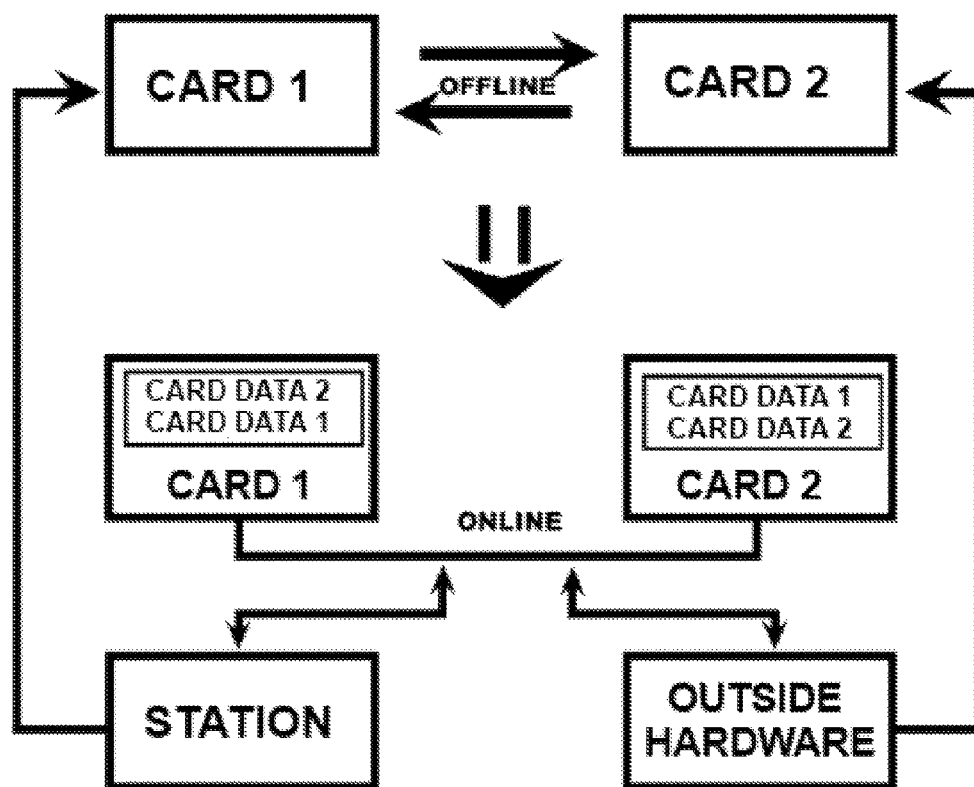 CARD 1
OFFLINE
CARD 2
CARD DATA 2
CARD DATA 1
CARD 1
CARD DATA 1
CARD DATA 2
CARD 2
ONLINE
STATION
OUTSIDE
HARDWARE